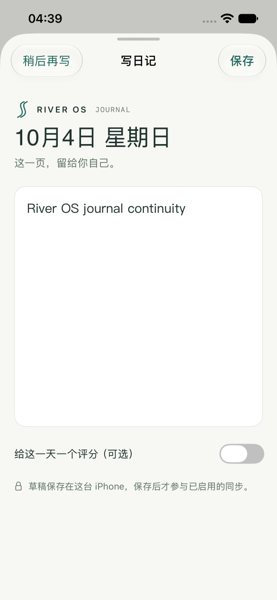 04:39
稍后再写 写日记 保存
RIVER OS JOURNAL
10月4日 星期日
这一页，留给你自己。
River OS journal continuity
给这一天一个评分（可选）
草稿保存在这台 iPhone，保存后才参与已启用的同步。